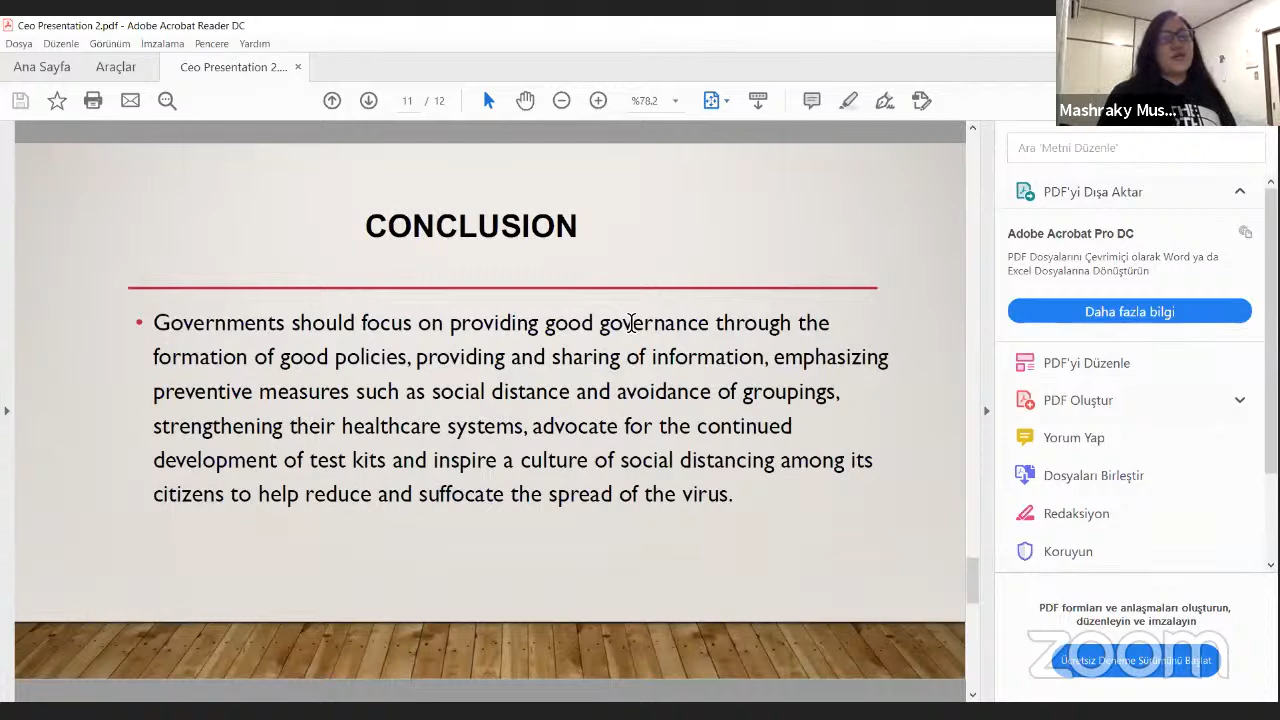 Ceo Presentation 2.pdf - Adobe Acrobat Reader DC
Dosya Düzenle Görünüm İmzalama Pencere Yardım
Ana Sayfa Araçlar Ceo Presentation 2.... ×
11 / 12 %78.2
Mashraky Mus...
CONCLUSION
• Governments should focus on providing good governance through the
formation of good policies, providing and sharing of information, emphasizing
preventive measures such as social distance and avoidance of groupings,
strengthening their healthcare systems, advocate for the continued
development of test kits and inspire a culture of social distancing among its
citizens to help reduce and suffocate the spread of the virus.
Ara 'Metni Düzenle'
PDF'yi Dışa Aktar
Adobe Acrobat Pro DC
PDF Dosyalarını Çevrimiçi olarak Word ya da
Excel Dosyalarına Dönüştürün
Daha fazla bilgi
PDF'yi Düzenle
PDF Oluştur
Yorum Yap
Dosyaları Birleştir
Redaksiyon
Koruyun
PDF formları ve anlaşmaları oluşturun,
düzenleyin ve imzalayın
Ücretsiz Deneme Sürümünü Başlat
zoom